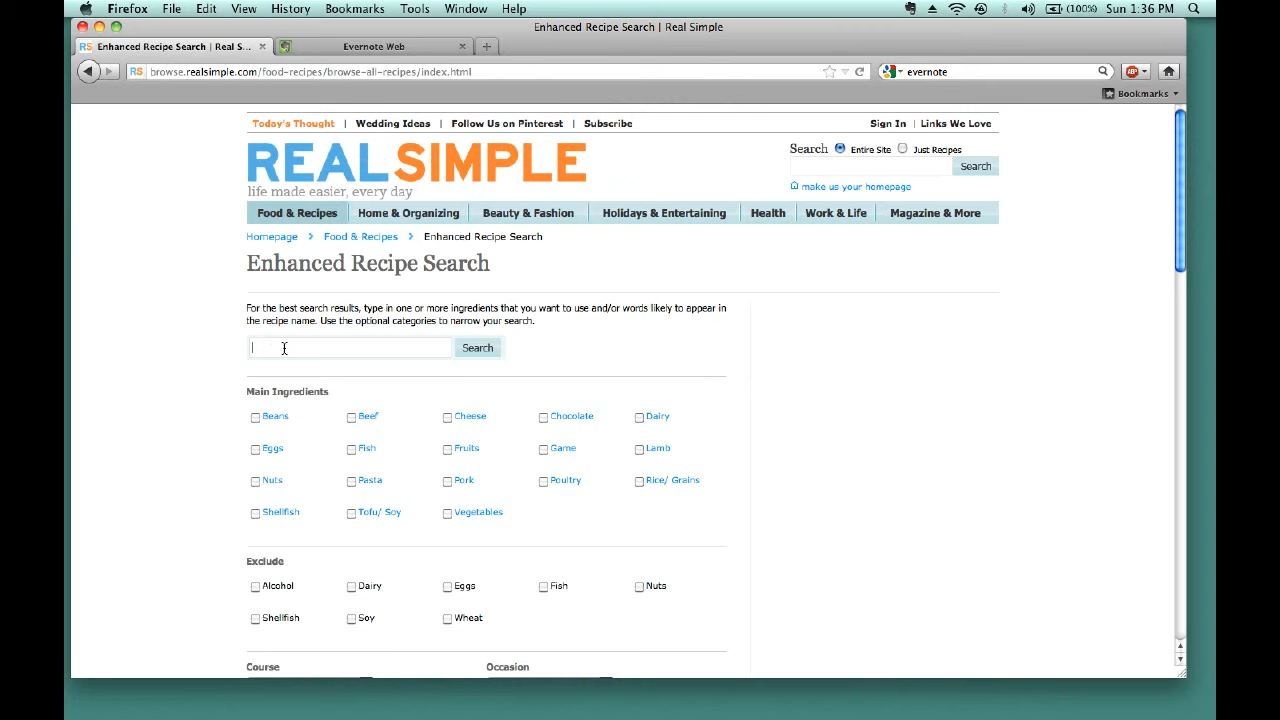 Firefox File Edit View History Bookmarks Tools Window Help (100%) Sun 1:36 PM
Enhanced Recipe Search | Real Simple
RS Enhanced Recipe Search | Real S... Evernote Web
RS browse.realsimple.com/food-recipes/browse-all-recipes/index.html evernote ABP
Bookmarks
Today's Thought | Wedding Ideas | Follow Us on Pinterest | Subscribe Sign In | Links We Love
REALSIMPLE
life made easier, every day
Search Entire Site Just Recipes
Search
make us your homepage
Food & Recipes Home & Organizing Beauty & Fashion Holidays & Entertaining Health Work & Life Magazine & More
Homepage Food & Recipes Enhanced Recipe Search
Enhanced Recipe Search
For the best search results, type in one or more ingredients that you want to use and/or words likely to appear in
the recipe name. Use the optional categories to narrow your search.
Search
Main Ingredients
Beans Beef Cheese Chocolate Dairy
Eggs Fish Fruits Game Lamb
Nuts Pasta Pork Poultry Rice/ Grains
Shellfish Tofu/ Soy Vegetables
Exclude
Alcohol Dairy Eggs Fish Nuts
Shellfish Soy Wheat
Course Occasion